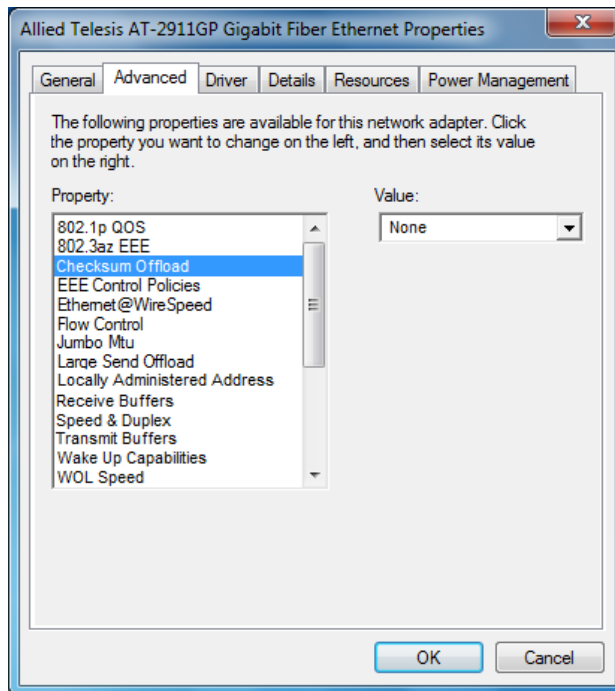 Allied Telesis AT-2911GP Gigabit Fiber Ethernet Properties
General Advanced Driver Details Resources Power Management
The following properties are available for this network adapter. Click
the property you want to change on the left, and then select its value
on the right.
Property:
Value:
802.1p QOS
802.3az EEE
Checksum Offload
EEE Control Policies
Ethernet@WireSpeed
Flow Control
Jumbo Mtu
Large Send Offload
Locally Administered Address
Receive Buffers
Speed & Duplex
Transmit Buffers
Wake Up Capabilities
WOL Speed
None
OK
Cancel